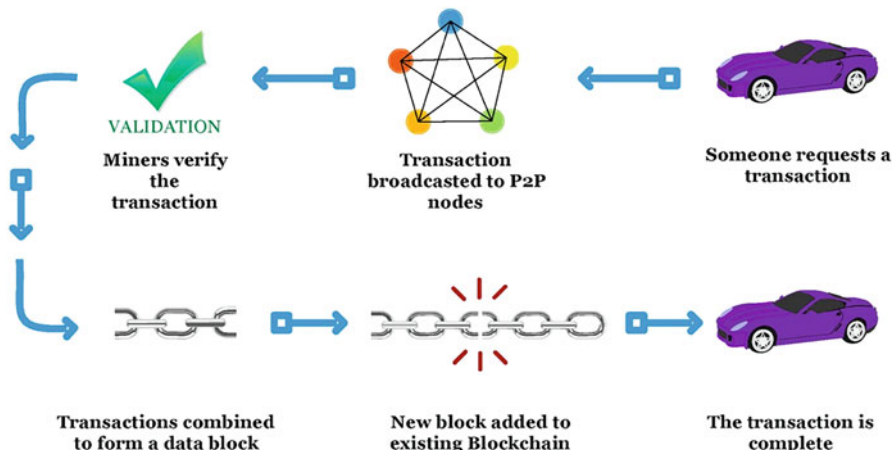 Someone requests a
transaction
Transaction
broadcasted to P2P
nodes
VALIDATION
Miners verify
the
transaction
Transactions combined
to form a data block
New block added to
existing Blockchain
The transaction is
complete